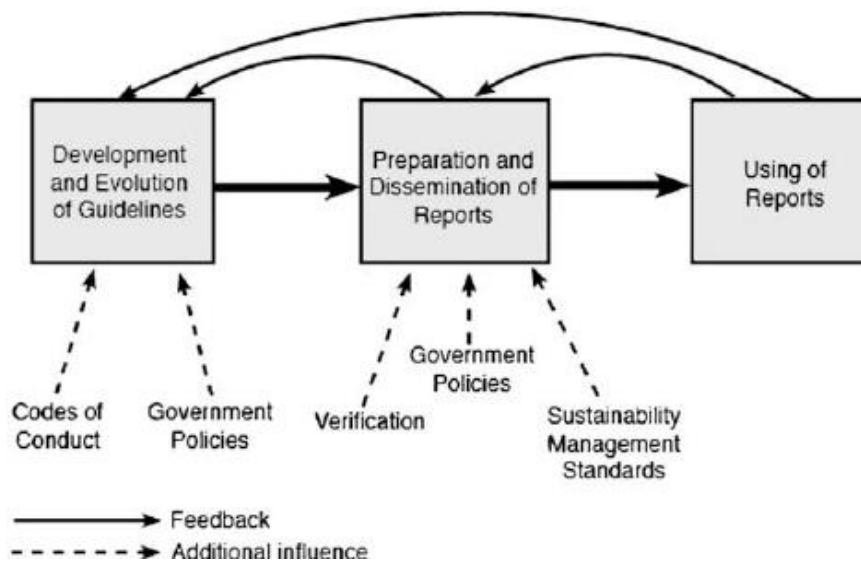 Development
and Evolution
of Guidelines
Preparation and
Dissemination of
Reports
Using of
Reports
Codes of
Conduct
Government
Policies
Verification
Government
Policies
Sustainability
Management
Standards
Feedback
Additional influence